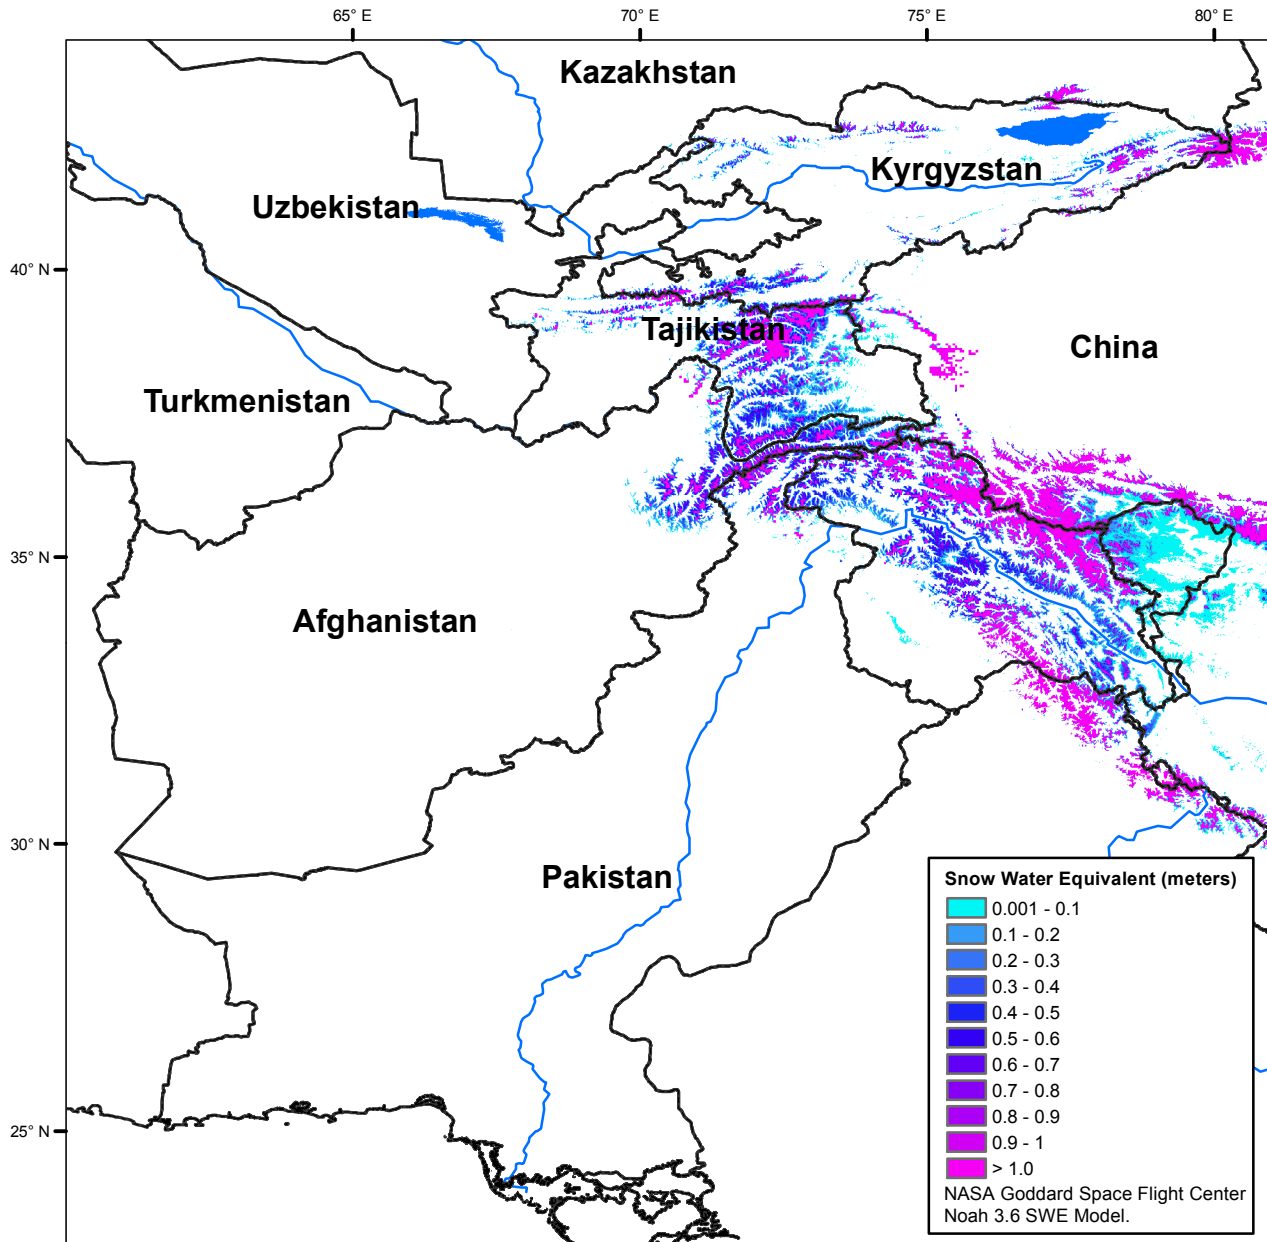 65° E
70° E
75° E
80° E
Kazakhstan
Kyrgyzstan
Uzbekistan
40° N
Tajikistan
China
Turkmenistan
35° N
Afghanistan
30° N
Pakistan
25° N
Snow Water Equivalent (meters)
0.001 - 0.1
0.1 - 0.2
0.2 - 0.3
0.3 - 0.4
0.4 - 0.5
0.5 - 0.6
0.6 - 0.7
0.7 - 0.8
0.8 - 0.9
0.9 - 1
> 1.0
NASA Goddard Space Flight Center
Noah 3.6 SWE Model.